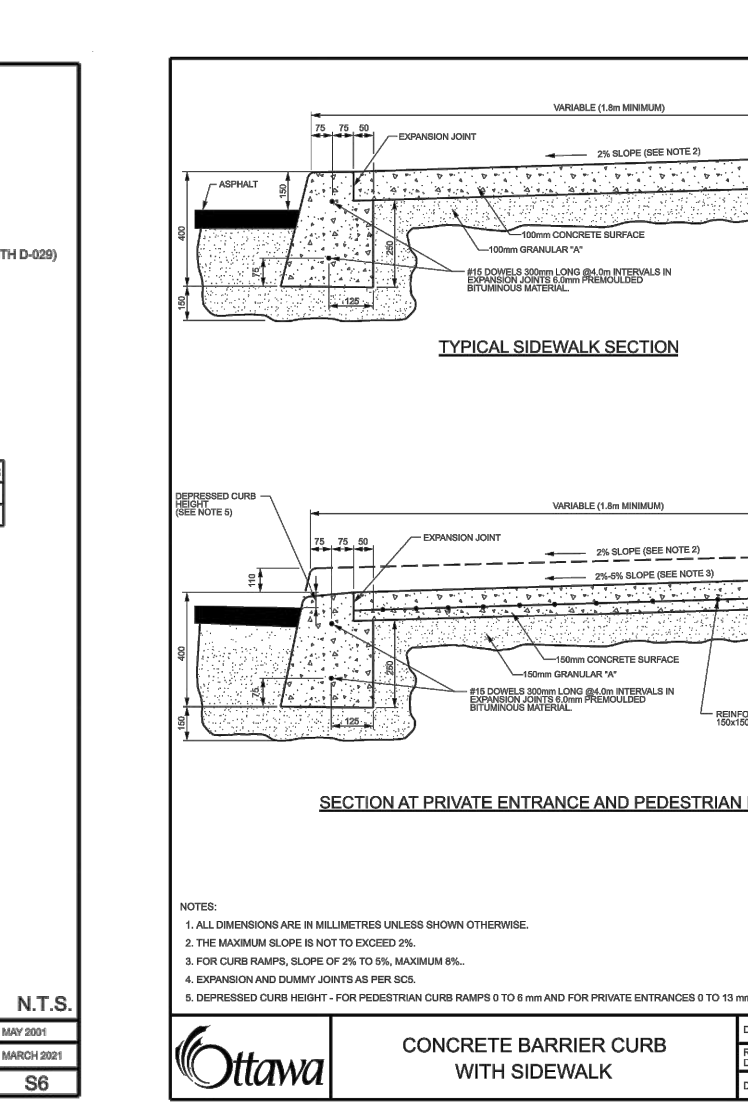 TH D-029)
N.T.S.
MAY 2001
MARCH 2021
S6
VARIABLE (1.8m MINIMUM)
75 75 50
EXPANSION JOINT
2% SLOPE (SEE NOTE 2)
ASPHALT
150
400
100mm CONCRETE SURFACE
100mm GRANULAR "A"
250
75
#15 DOWELS 300mm LONG @4.0m INTERVALS IN
EXPANSION JOINTS 6.0mm PREMOULDED
BITUMINOUS MATERIAL.
150
125
TYPICAL SIDEWALK SECTION
DEPRESSED CURB
HEIGHT
(SEE NOTE 5)
VARIABLE (1.8m MINIMUM)
75 75 50
EXPANSION JOINT
2% SLOPE (SEE NOTE 2)
110
2%-5% SLOPE (SEE NOTE 3)
400
150mm CONCRETE SURFACE
150mm GRANULAR "A"
250
75
#15 DOWELS 300mm LONG @4.0m INTERVALS IN
EXPANSION JOINTS 6.0mm PREMOULDED
BITUMINOUS MATERIAL.
150
125
REINFO
150x150
SECTION AT PRIVATE ENTRANCE AND PEDESTRIAN
NOTES:
1. ALL DIMENSIONS ARE IN MILLIMETRES UNLESS SHOWN OTHERWISE.
2. THE MAXIMUM SLOPE IS NOT TO EXCEED 2%.
3. FOR CURB RAMPS, SLOPE OF 2% TO 5%, MAXIMUM 8%..
4. EXPANSION AND DUMMY JOINTS AS PER SC5.
5. DEPRESSED CURB HEIGHT - FOR PEDESTRIAN CURB RAMPS 0 TO 6 mm AND FOR PRIVATE ENTRANCES 0 TO 13 mm
Ottawa
CONCRETE BARRIER CURB
WITH SIDEWALK
D
R
D
D